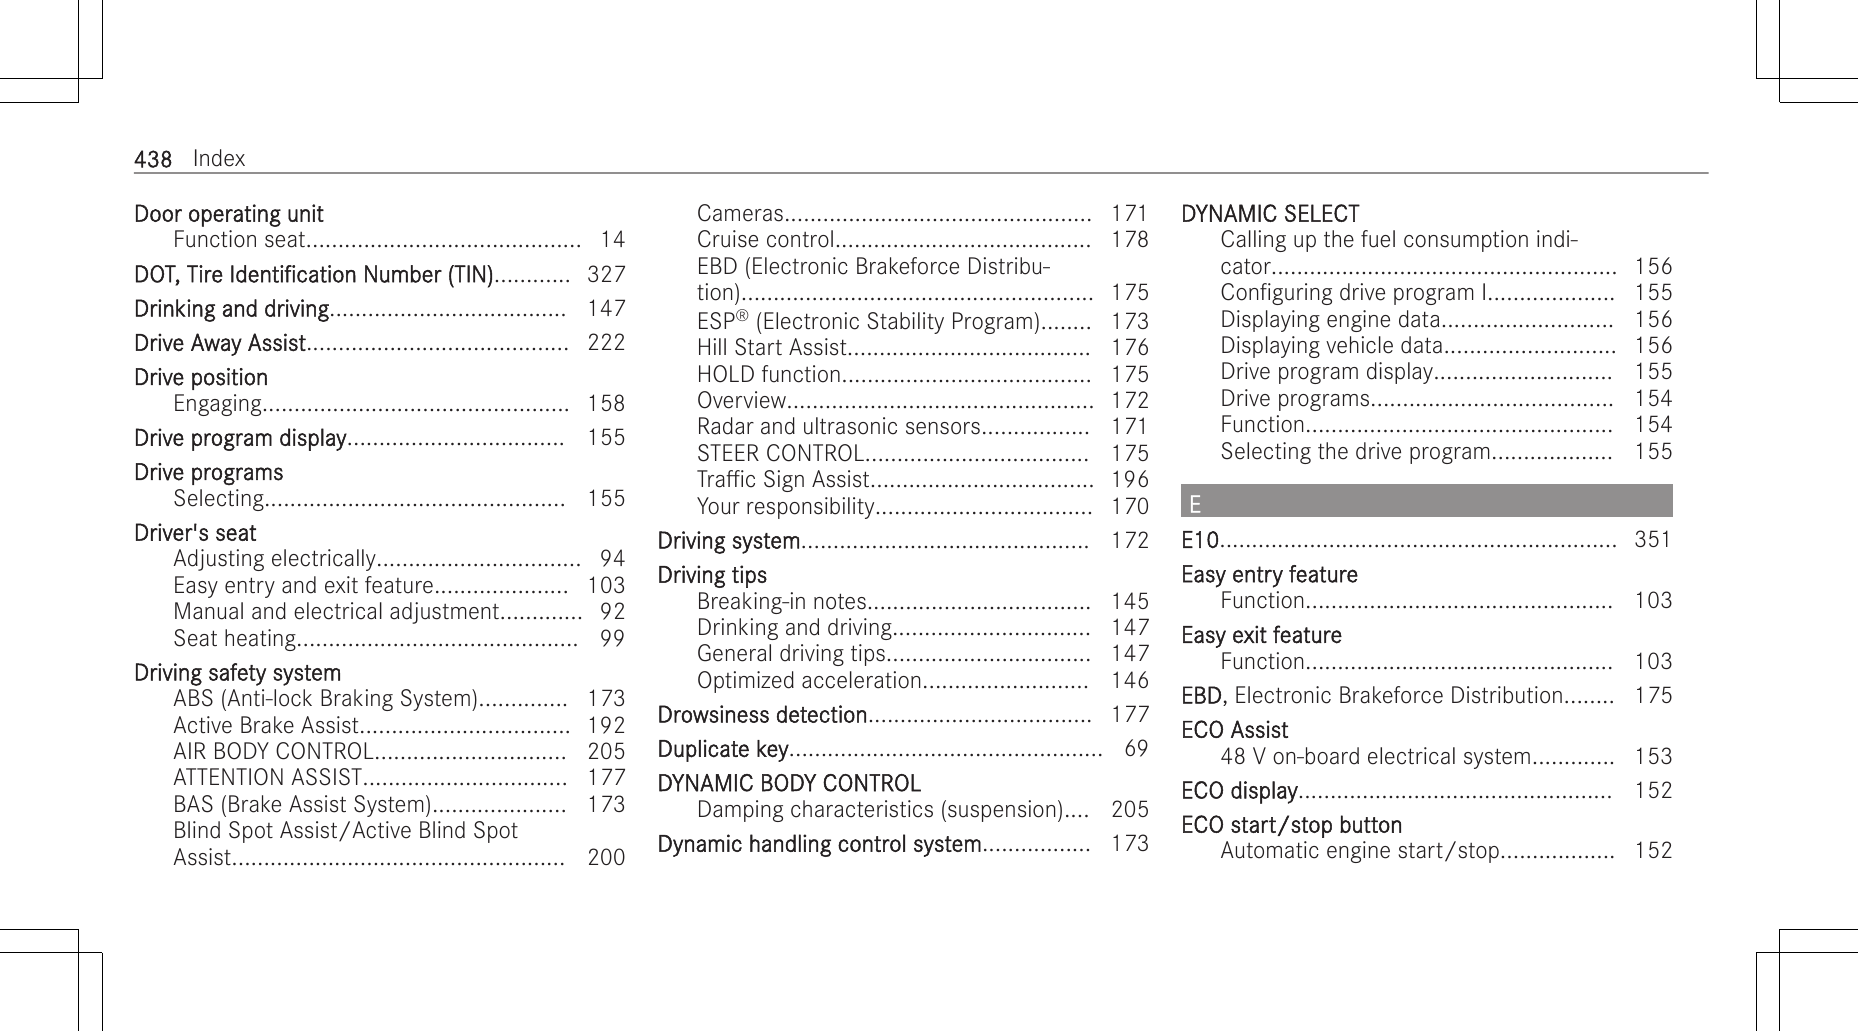 438 Index
Door operating unit
Function seat........................................... 14
DOT, Tire Identification Number (TIN)............ 327
Drinking and driving..................................... 147
Drive Away Assist......................................... 222
Drive position
Engaging................................................ 158
Drive program display.................................. 155
Drive programs
Selecting............................................... 155
Driver's seat
Adjusting electrically................................ 94
Easy entry and exit feature..................... 103
Manual and electrical adjustment............. 92
Seat heating............................................ 99
Driving safety system
ABS (Anti-lock Braking System).............. 173
Active Brake Assist................................. 192
AIR BODY CONTROL.............................. 205
ATTENTION ASSIST................................ 177
BAS (Brake Assist System)..................... 173
Blind Spot Assist/Active Blind Spot
Assist.................................................... 200
Cameras................................................ 171
Cruise control........................................ 178
EBD (Electronic Brakeforce Distribu-
tion)....................................................... 175
ESP® (Electronic Stability Program)........ 173
Hill Start Assist...................................... 176
HOLD function....................................... 175
Overview................................................ 172
Radar and ultrasonic sensors................. 171
STEER CONTROL................................... 175
Traffic Sign Assist................................... 196
Your responsibility.................................. 170
Driving system............................................. 172
Driving tips
Breaking-in notes................................... 145
Drinking and driving............................... 147
General driving tips................................ 147
Optimized acceleration.......................... 146
Drowsiness detection................................... 177
Duplicate key................................................. 69
DYNAMIC BODY CONTROL
Damping characteristics (suspension).... 205
Dynamic handling control system................. 173
DYNAMIC SELECT
Calling up the fuel consumption indi-
cator...................................................... 156
Configuring drive program I.................... 155
Displaying engine data........................... 156
Displaying vehicle data........................... 156
Drive program display............................ 155
Drive programs...................................... 154
Function................................................ 154
Selecting the drive program................... 155
E
E10.............................................................. 351
Easy entry feature
Function................................................ 103
Easy exit feature
Function................................................ 103
EBD, Electronic Brakeforce Distribution........ 175
ECO Assist
48 V on-board electrical system............. 153
ECO display................................................. 152
ECO start/stop button
Automatic engine start/stop.................. 152